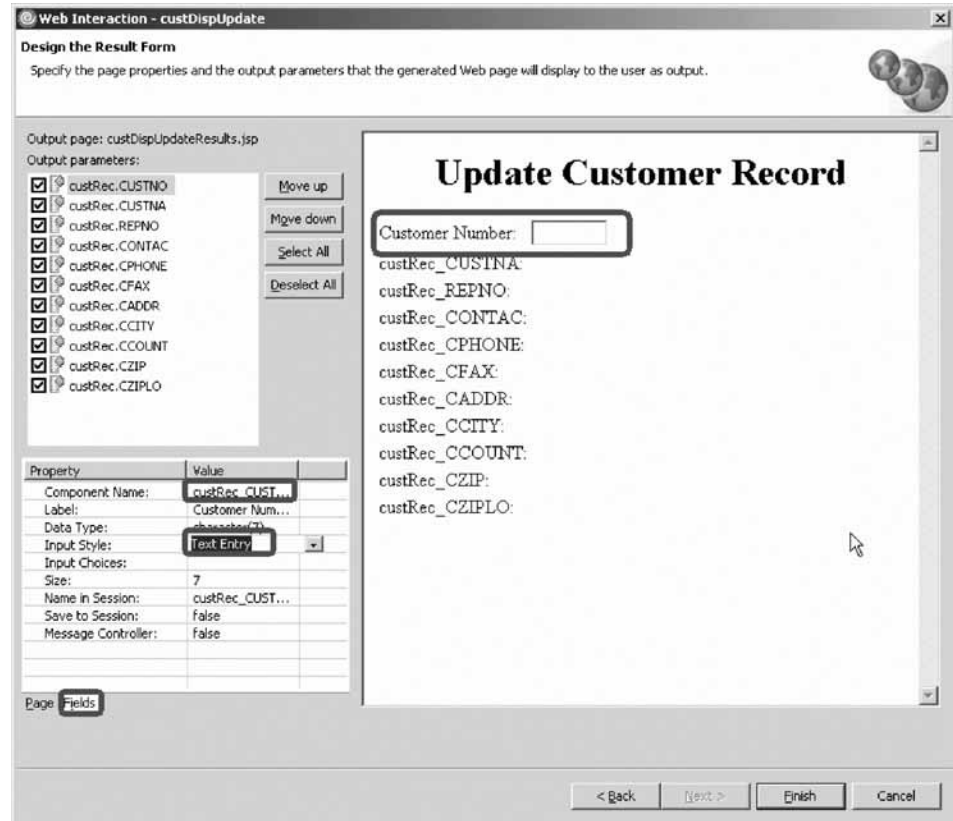 Web Interaction - custDispUpdate
Design the Result Form
Specify the page properties and the output parameters that the generated Web page will display to the user as output.
Output page: custDispUpdateResults.jsp
Output parameters:
custRec.CUSTNO
custRec.CUSTNA
custRec.REPNO
custRec.CONTAC
custRec.CPHONE
custRec.CFAX
custRec.CADDR
custRec.CCITY
custRec.CCOUNT
custRec.CZIP
custRec.CZIPLO
Move up
Move down
Select All
Deselect All
Property Value
Component Name: custRec_CUST...
Label: Customer Num...
Data Type: character(7)
Input Style: Text Entry
Input Choices:
Size: 7
Name in Session: custRec_CUST...
Save to Session: false
Message Controller: false
Page Fields
Update Customer Record
Customer Number:
custRec_CUSTNA:
custRec_REPNO:
custRec_CONTAC:
custRec_CPHONE:
custRec_CFAX:
custRec_CADDR:
custRec_CCITY:
custRec_CCOUNT:
custRec_CZIP:
custRec_CZIPLO:
< Back Next > Finish Cancel